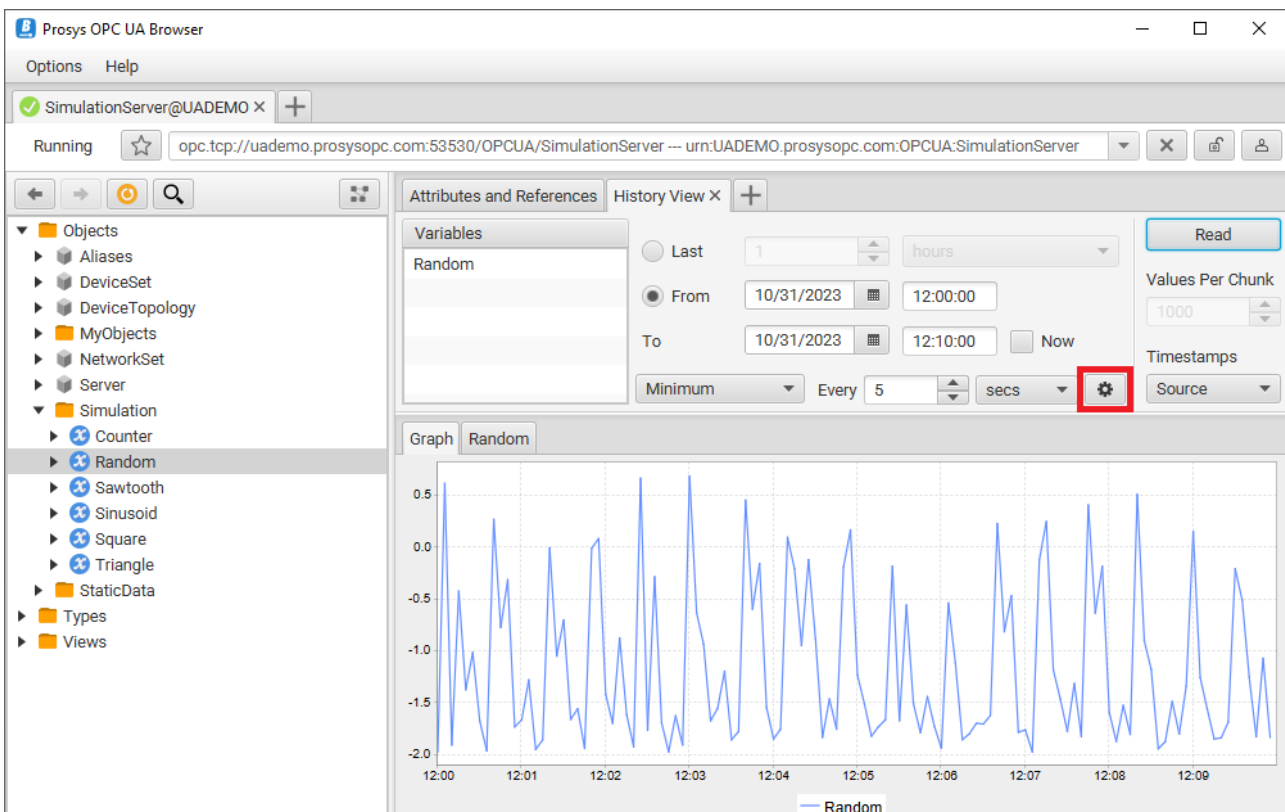 Prosys OPC UA Browser
Options Help
SimulationServer@UADEMO
Running opc.tcp://uademo.prosysopc.com:53530/OPCUA/SimulationServer --- urn:UADEMO.prosysopc.com:OPCUA:SimulationServer
Objects
Aliases
DeviceSet
DeviceTopology
MyObjects
NetworkSet
Server
Simulation
Counter
Random
Sawtooth
Sinusoid
Square
Triangle
StaticData
Types
Views
Attributes and References History View
Variables
Random
Last 1 hours
From 10/31/2023 12:00:00
To 10/31/2023 12:10:00 Now
Minimum Every 5 secs
Read
Values Per Chunk
1000
Timestamps
Source
Graph Random
0.5
0.0
-0.5
-1.0
-1.5
-2.0
12:00 12:01 12:02 12:03 12:04 12:05 12:06 12:07 12:08 12:09
Random